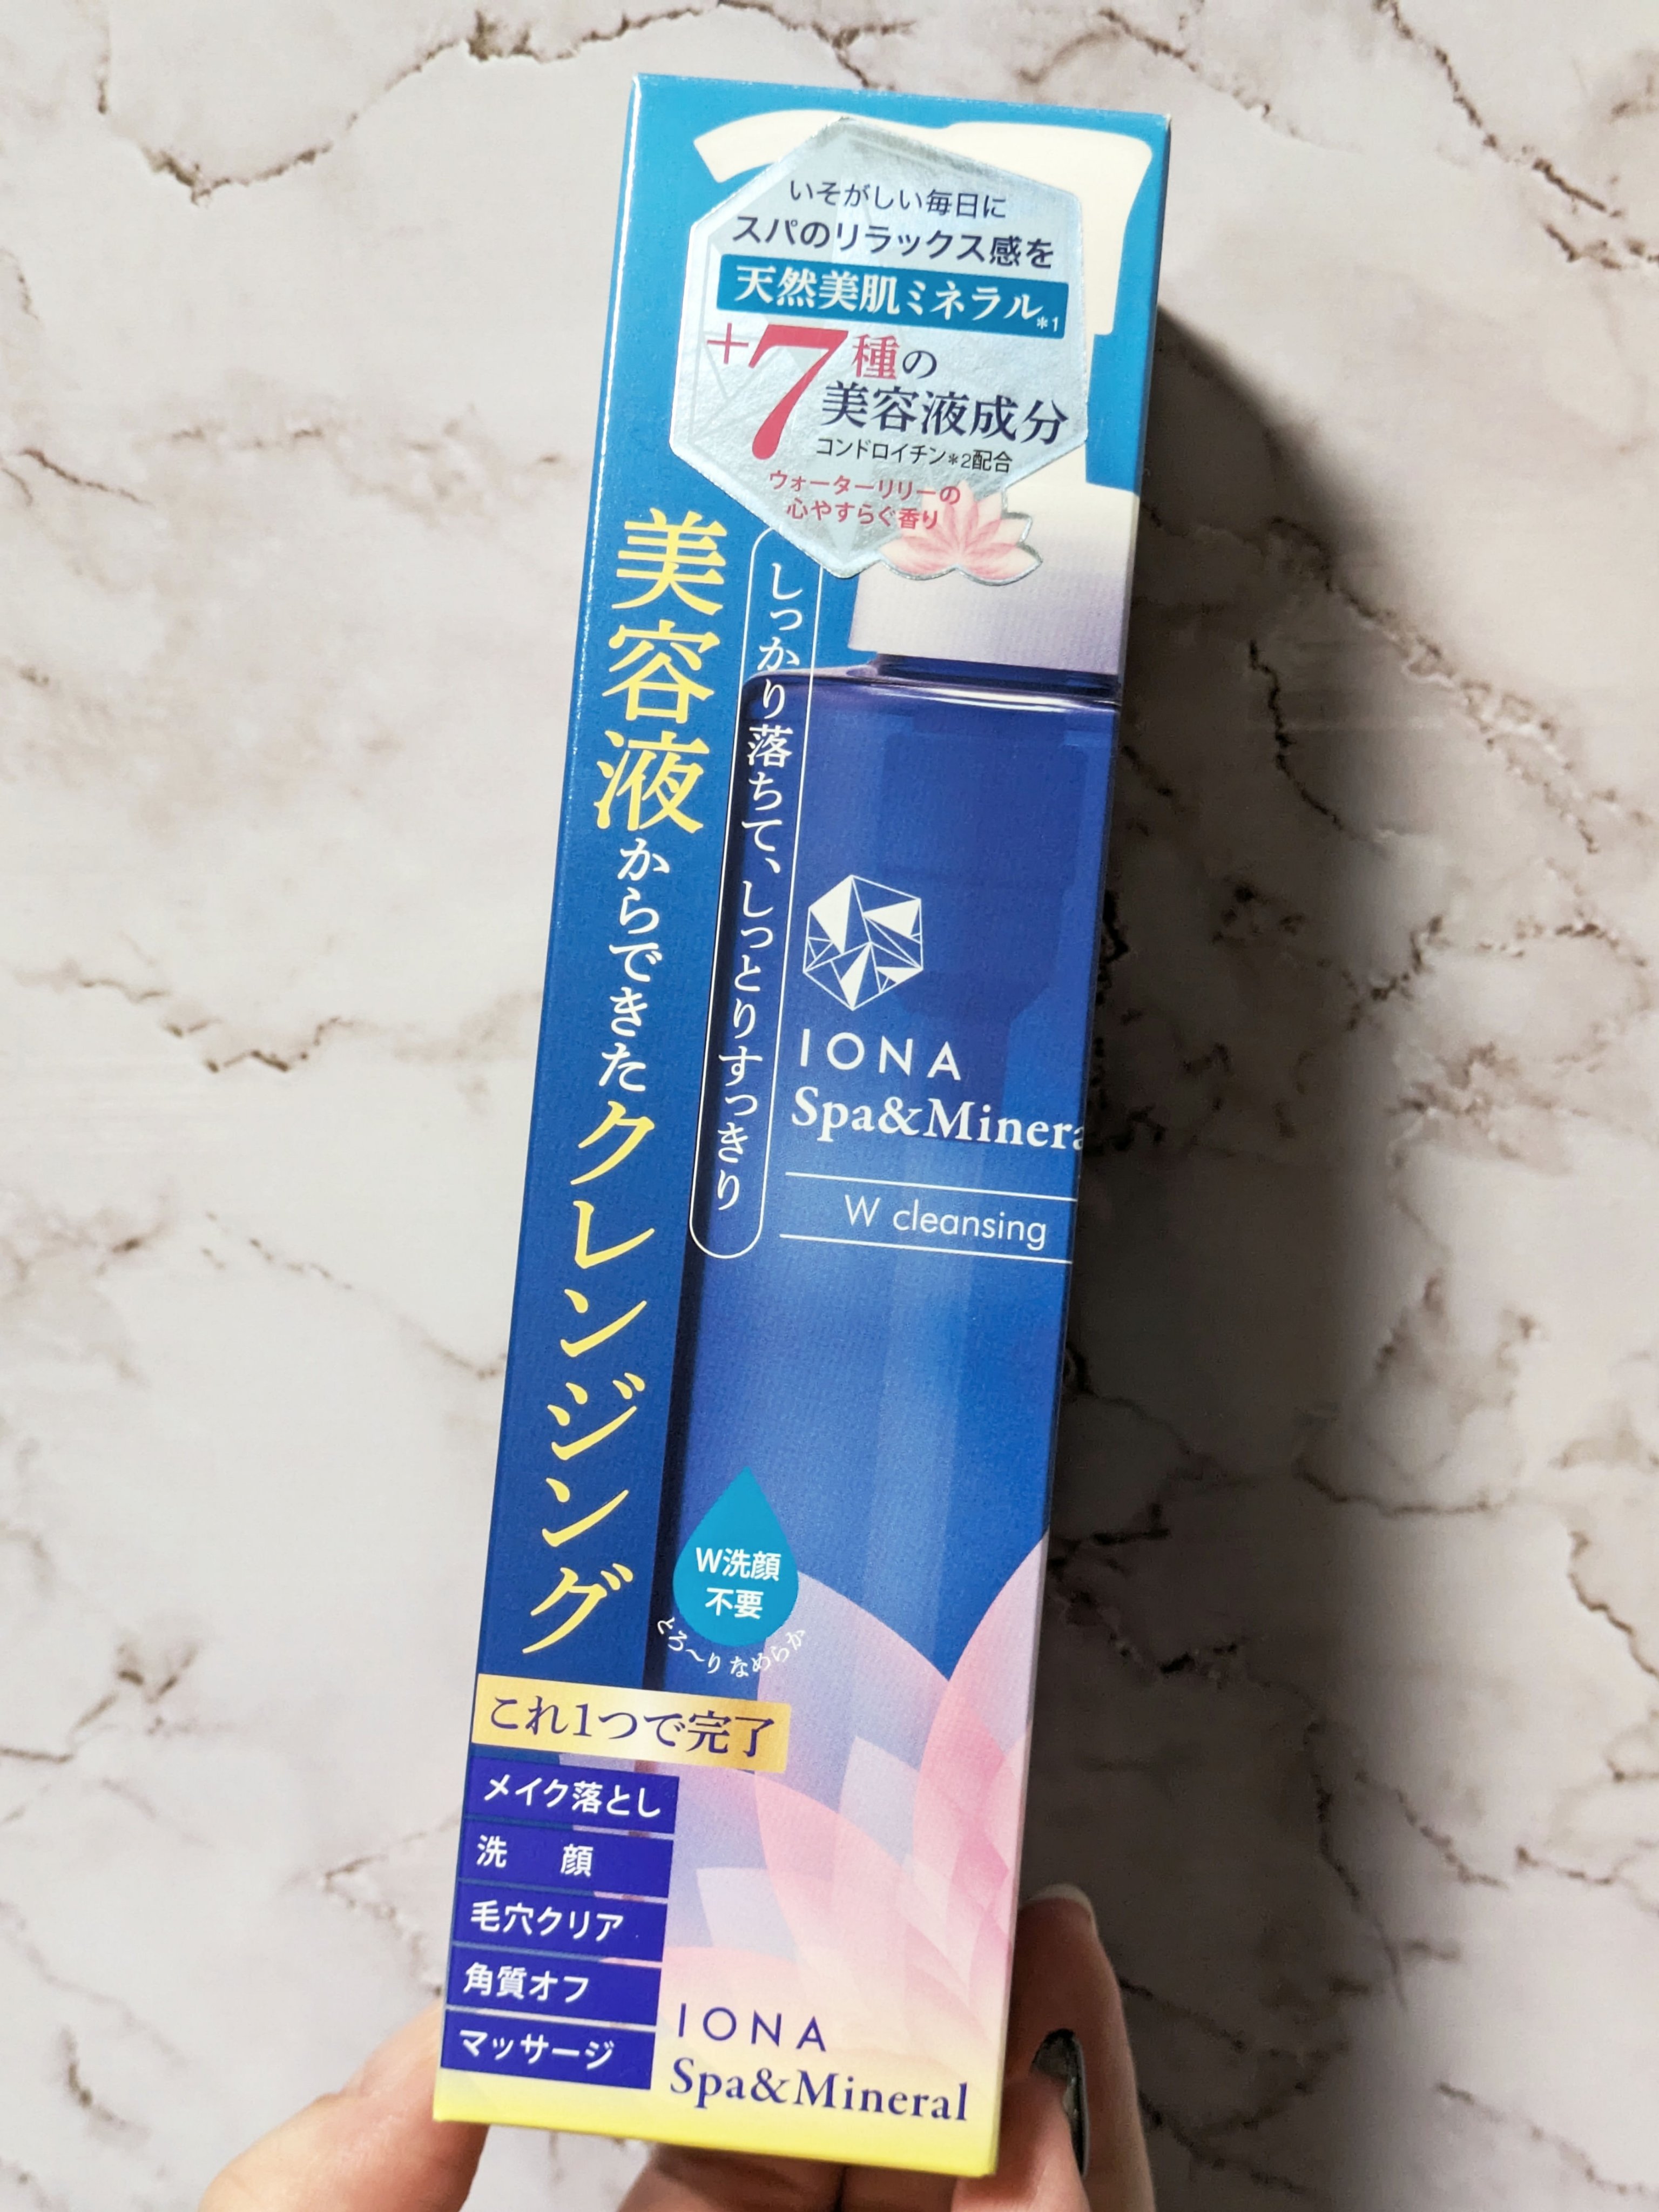 いそがしい毎日に
スパのリラックス感を
天然美肌ミネラル*1
+7種の
美容液成分
コンドロイチン*2配合
ウォーターリリーの
心やすらぐ香り
美容液からできたクレンジング
しっかり落ちて、しっとりすっきり
IONA
Spa&Minera
W cleansing
W洗顔
不要
とろ〜りなめらか
これ1つで完了
メイク落とし
洗顔
毛穴クリア
角質オフ
マッサージ
IONA
Spa&Mineral